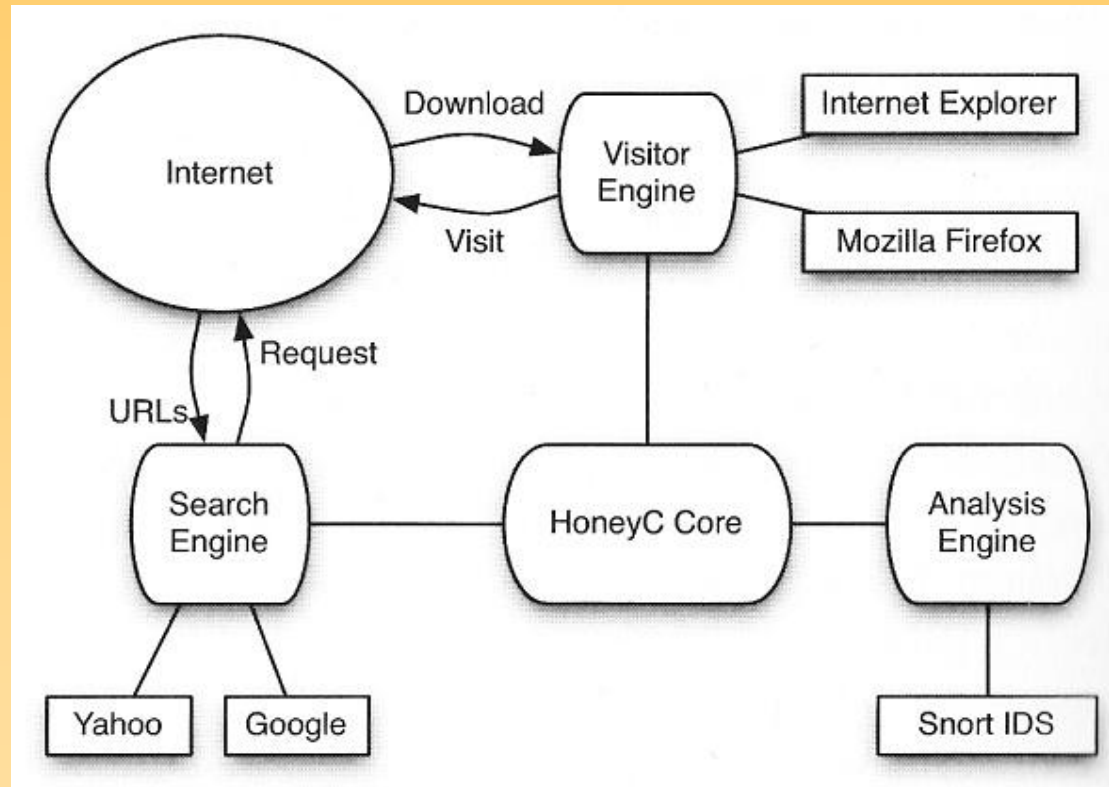 Download
Internet Explorer
Visitor
Engine
Internet
Visit
Mozilla Firefox
Request
URLs
Search
Engine
HoneyC Core
Analysis
Engine
Yahoo
Google
Snort IDS